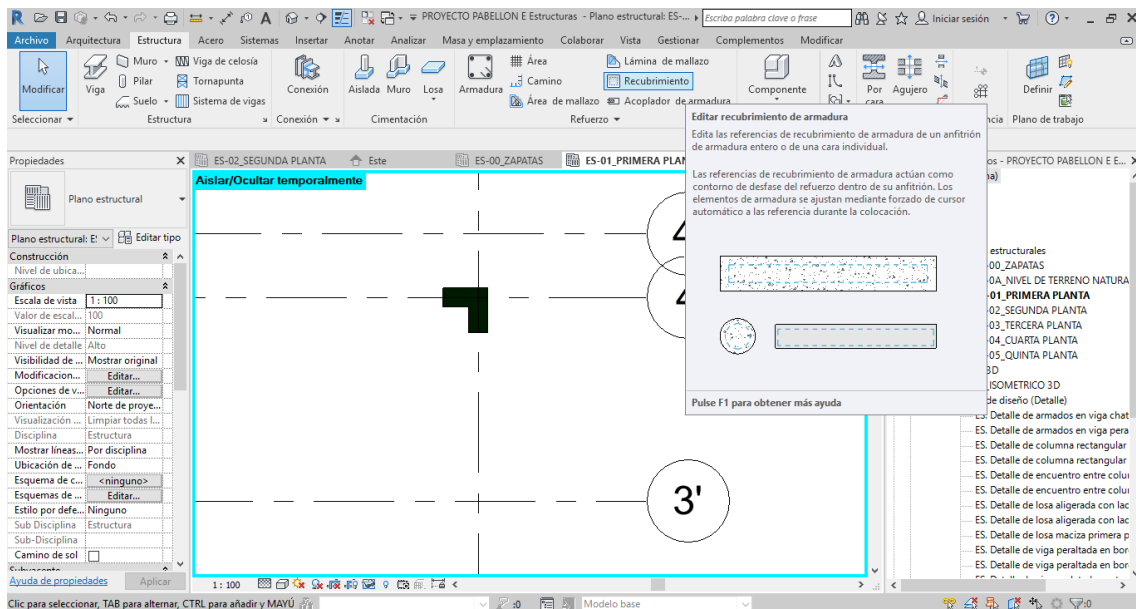 PROYECTO PABELLON E Estructuras - Plano estructural: ES-...
Escriba palabra clave o frase
Iniciar sesión
Archivo Arquitectura Estructura Acero Sistemas Insertar Anotar Analizar Masa y emplazamiento Colaborar Vista Gestionar Complementos Modificar
Modificar
Viga
Muro
Pilar
Suelo
Viga de celosía
Tornapunta
Sistema de vigas
Conexión
Aislada Muro Losa
Armadura
Área
Camino
Área de mallazo
Lámina de mallazo
Recubrimiento
Acoplador de armadura
Componente
Por
cara
Agujero
Definir
Seleccionar
Estructura
Conexión
Cimentación
Refuerzo
Plano de trabajo
Editar recubrimiento de armadura
Edita las referencias de recubrimiento de armadura de un anfitrión
de armadura entero o de una cara individual.
Las referencias de recubrimiento de armadura actúan como
contorno de desfase del refuerzo dentro de su anfitrión. Los
elementos de armadura se ajustan mediante forzado de cursor
automático a las referencia durante la colocación.
Pulse F1 para obtener más ayuda
Propiedades
Plano estructural
Plano estructural: E!
Editar tipo
Construcción
Nivel de ubica...
Gráficos
Escala de vista 1 : 100
Valor de escal... 100
Visualizar mo... Normal
Nivel de detalle Alto
Visibilidad de ... Mostrar original
Modificacion... Editar...
Opciones de v... Editar...
Orientación Norte de proye...
Visualización ... Limpiar todas l...
Disciplina Estructura
Mostrar líneas... Por disciplina
Ubicación de ... Fondo
Esquema de c... <ninguno>
Esquemas de ... Editar...
Estilo por defe... Ninguno
Sub Disciplina Estructura
Sub-Disciplina
Camino de sol
Subyacente
Ayuda de propiedades
Aplicar
ES-02_SEGUNDA PLANTA
Este
ES-00_ZAPATAS
ES-01_PRIMERA PLAN
Aislar/Ocultar temporalmente
3'
1 : 100
os - PROYECTO PABELLON E E...
estructurales
-00_ZAPATAS
-0A_NIVEL DE TERRENO NATURA
-01_PRIMERA PLANTA
-02_SEGUNDA PLANTA
-03_TERCERA PLANTA
-04_CUARTA PLANTA
-05_QUINTA PLANTA
3D
ISOMETRICO 3D
de diseño (Detalle)
ES. Detalle de armados en viga chat
ES. Detalle de armados en viga pera
ES. Detalle de columna rectangular
ES. Detalle de columna rectangular
ES. Detalle de encuentro entre colu
ES. Detalle de encuentro entre colu
ES. Detalle de losa aligerada con lac
ES. Detalle de losa aligerada con lac
ES. Detalle de losa maciza primera p
ES. Detalle de viga peraltada en bor
Clic para seleccionar, TAB para alternar, CTRL para añadir y MAYÚ
:0
Modelo base
:0